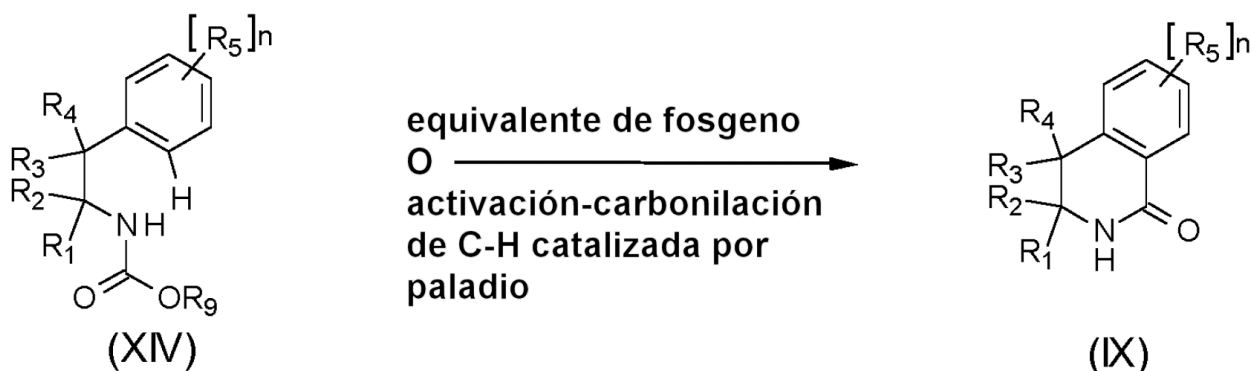 [R5]n
R4
R3
R2
R1
H
NH
O
OR9
(XIV)
equivalente de fosgeno
O
activación-carbonilación
de C-H catalizada por
paladio
[R5]n
R4
R3
R2
R1
N
H
O
(IX)